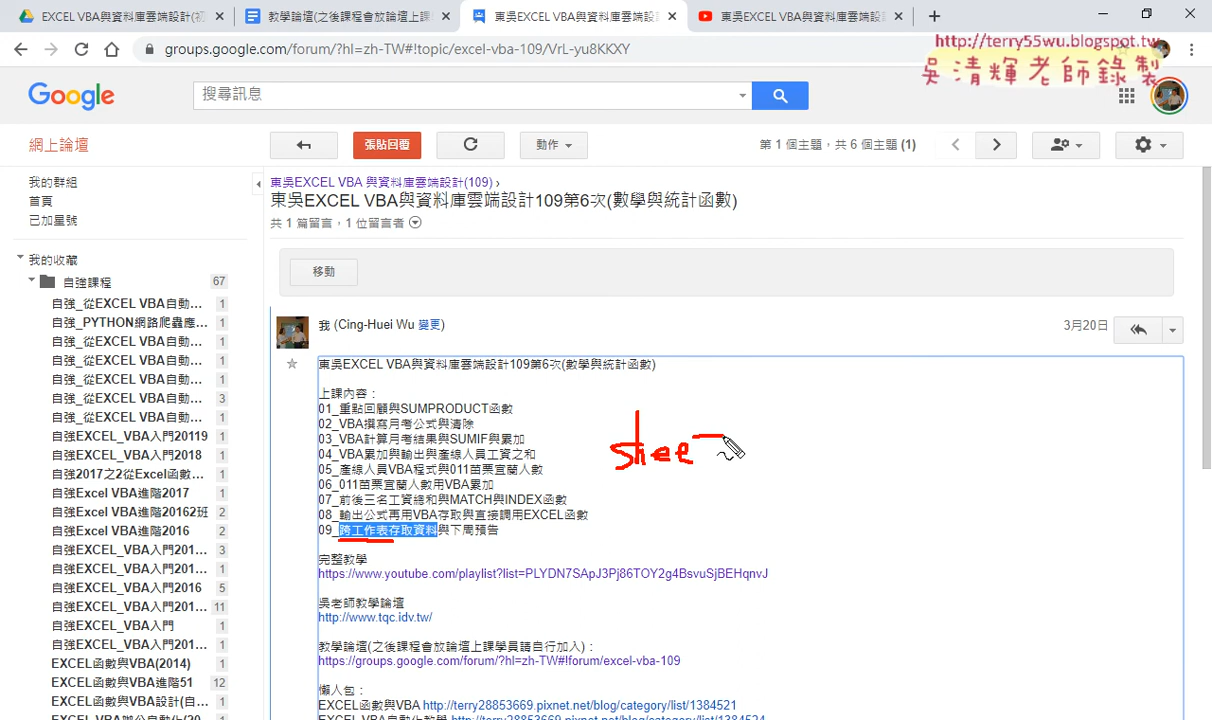 EXCEL VBA與資料庫雲端設計(初
教學論壇(之後課程會放論壇上課
東吳EXCEL VBA與資料庫雲端設
東吳EXCEL VBA與資料庫雲端設計
groups.google.com/forum/?hl=zh-TW#!topic/excel-vba-109/VrL-yu8KKXY
http://terry55wu.blogspot.tw
吳清輝老師錄製
Google
搜尋訊息
網上論壇
張貼回覆
動作
第 1 個主題，共 6 個主題 (1)
我的群組
首頁
已加星號
我的收藏
自強課程 67
自強_從EXCEL VBA自動... 1
自強_PYTHON網路爬蟲應... 1
自強_從EXCEL VBA自動... 1
自強_從EXCEL VBA自動... 1
自強_從EXCEL VBA自動... 1
自強_從EXCEL VBA自動... 3
自強_從EXCEL VBA自動... 1
自強EXCEL_VBA入門20119 1
自強EXCEL_VBA入門2018 1
自強2017之2從Excel函數... 1
自強Excel VBA進階2017 1
自強Excel VBA進階20162班 2
自強Excel VBA進階2016 2
自強EXCEL_VBA入門201... 3
自強EXCEL_VBA入門201... 1
自強EXCEL_VBA入門2016 5
自強EXCEL_VBA入門201... 11
自強EXCEL_VBA入門 1
自強EXCEL_VBA入門201... 1
EXCEL函數與VBA(2014) 1
EXCEL函數與VBA進階51 12
EXCEL函數與VBA設計(自... 1
東吳EXCEL VBA 與資料庫雲端設計(109) ›
東吳EXCEL VBA與資料庫雲端設計109第6次(數學與統計函數)
共 1 篇留言，1 位留言者
移動
我 (Cing-Huei Wu 變更)
3月20日
東吳EXCEL VBA與資料庫雲端設計109第6次(數學與統計函數)
上課內容：
01_重點回顧與SUMPRODUCT函數
02_VBA撰寫月考公式與清除
03_VBA計算月考結果與SUMIF與累加
04_VBA累加與輸出與產線人員工資之和
05_產線人員VBA程式與011苗栗宜蘭人數
06_011苗栗宜蘭人數用VBA累加
07_前後三名工資總和與MATCH與INDEX函數
08_輸出公式再用VBA存取與直接調用EXCEL函數
09_跨工作表存取資料與下周預告
shee
完整教學
https://www.youtube.com/playlist?list=PLYDN7SApJ3Pj86TOY2g4BsvuSjBEHqnvJ
吳老師教學論壇
http://www.tqc.idv.tw/
教學論壇(之後課程會放論壇上課學員請自行加入)：
https://groups.google.com/forum/?hl=zh-TW#!forum/excel-vba-109
懶人包：
EXCEL函數與VBA http://terry28853669.pixnet.net/blog/category/list/1384521
EXCEL VBA自動化教學 http://terry28853669.pixnet.net/blog/category/list/1384524